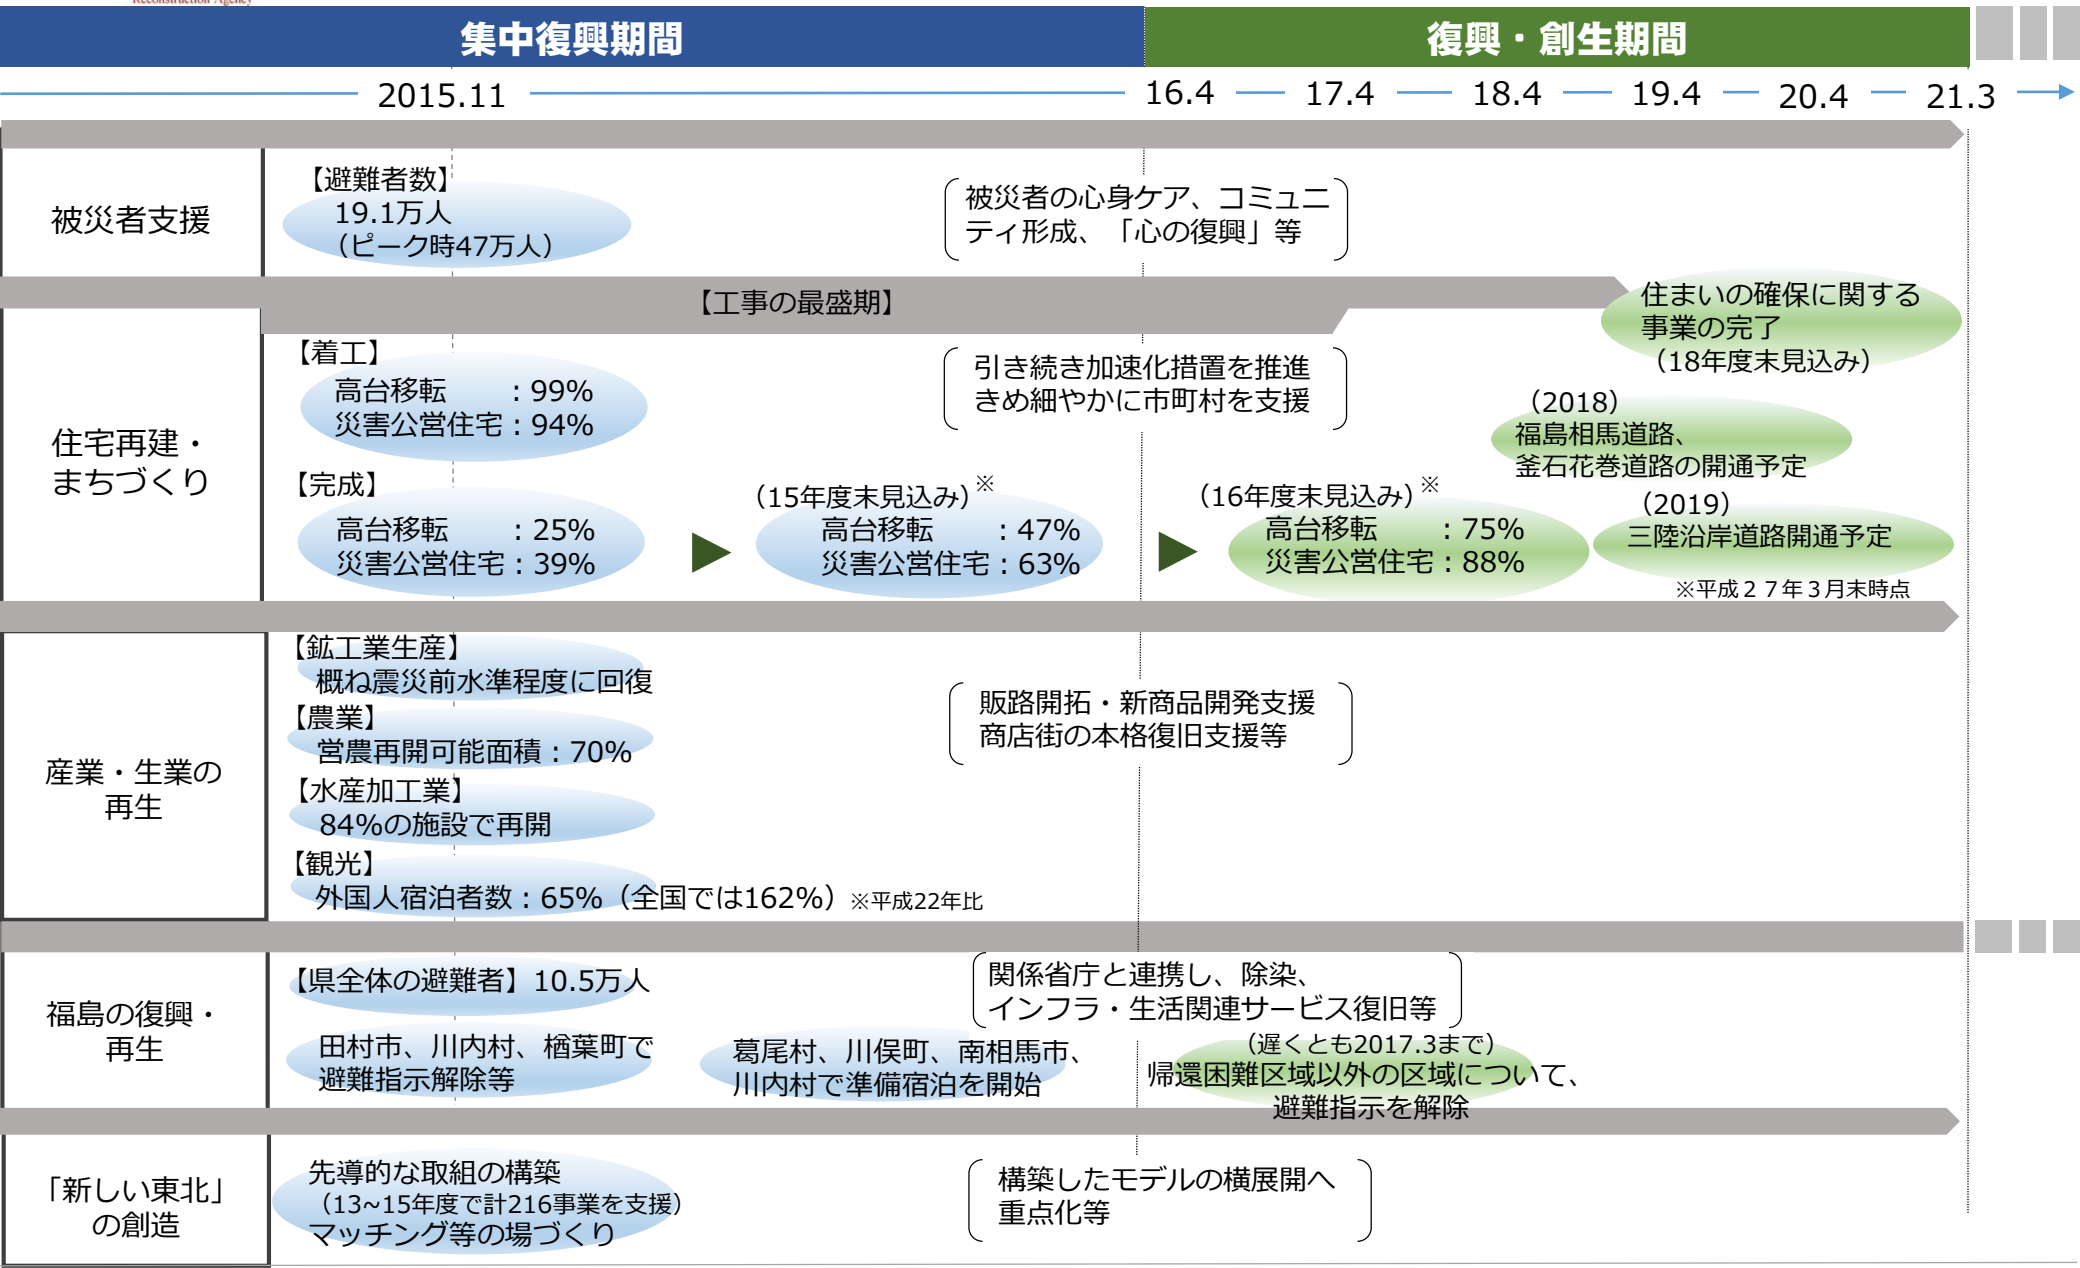 Reconstruction Agency
集中復興期間
復興・創生期間
2015.11
16.4
17.4
18.4
19.4
20.4
21.3
被災者支援
【避難者数】
19.1万人
（ピーク時47万人）
被災者の心身ケア、コミュニ
ティ形成、「心の復興」等
【工事の最盛期】
住宅再建・
まちづくり
【着工】
高台移転　　：99%
災害公営住宅：94%
【完成】
高台移転　　：25%
災害公営住宅：39%
（15年度末見込み）※
高台移転　　：47%
災害公営住宅：63%
引き続き加速化措置を推進
きめ細やかに市町村を支援
（16年度末見込み）※
高台移転　　：75%
災害公営住宅：88%
住まいの確保に関する
事業の完了
（18年度末見込み）
（2018）
福島相馬道路、
釜石花巻道路の開通予定
（2019）
三陸沿岸道路開通予定
※平成２７年３月末時点
産業・生業の
再生
【鉱工業生産】
概ね震災前水準程度に回復
【農業】
営農再開可能面積：70%
【水産加工業】
84%の施設で再開
【観光】
外国人宿泊者数：65%（全国では162%）※平成22年比
販路開拓・新商品開発支援
商店街の本格復旧支援等
福島の復興・
再生
【県全体の避難者】10.5万人
田村市、川内村、楢葉町で
避難指示解除等
葛尾村、川俣町、南相馬市、
川内村で準備宿泊を開始
関係省庁と連携し、除染、
インフラ・生活関連サービス復旧等
（遅くとも2017.3まで）
帰還困難区域以外の区域について、
避難指示を解除
「新しい東北」
の創造
先導的な取組の構築
（13~15年度で計216事業を支援）
マッチング等の場づくり
構築したモデルの横展開へ
重点化等